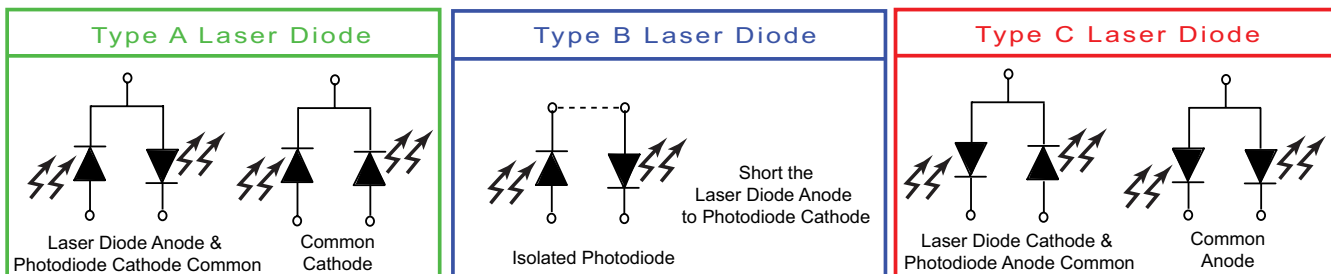 Type A Laser Diode
Laser Diode Anode &
Photodiode Cathode Common
Common
Cathode
Type B Laser Diode
Short the
Laser Diode Anode
to Photodiode Cathode
Isolated Photodiode
Type C Laser Diode
Laser Diode Cathode &
Photodiode Anode Common
Common
Anode